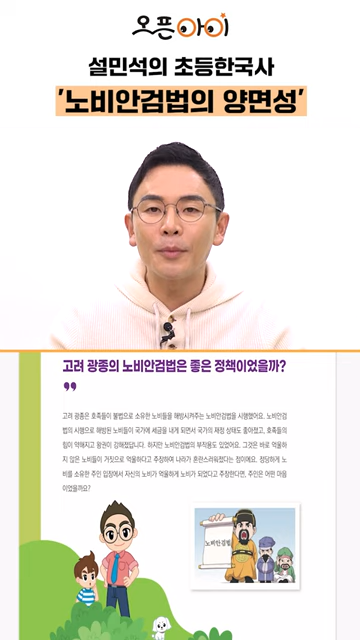 오픈아이
설민석의 초등한국사
'노비안검법의 양면성'
고려 광종의 노비안검법은 좋은 정책이었을까?
"
고려 광종은 호족들이 불법으로 소유한 노비들을 해방시켜주는 노비안검법을 시행했어요. 노비안검
법의 시행으로 해방된 노비들이 국가에 세금을 내게 되면서 국가의 재정 상태도 좋아졌고, 호족들의
힘이 약해지고 왕권이 강해졌답니다. 하지만 노비안검법의 부작용도 있었어요. 그것은 바로 억울하
지 않은 노비들이 거짓으로 억울하다고 주장하며 나라가 혼란스러워졌다는 점이에요. 정당하게 노
비를 소유한 주인 입장에서 자신의 노비가 억울하게 노비가 되었다고 주장한다면, 주인은 어떤 마음
이었을까요?
노비안검법